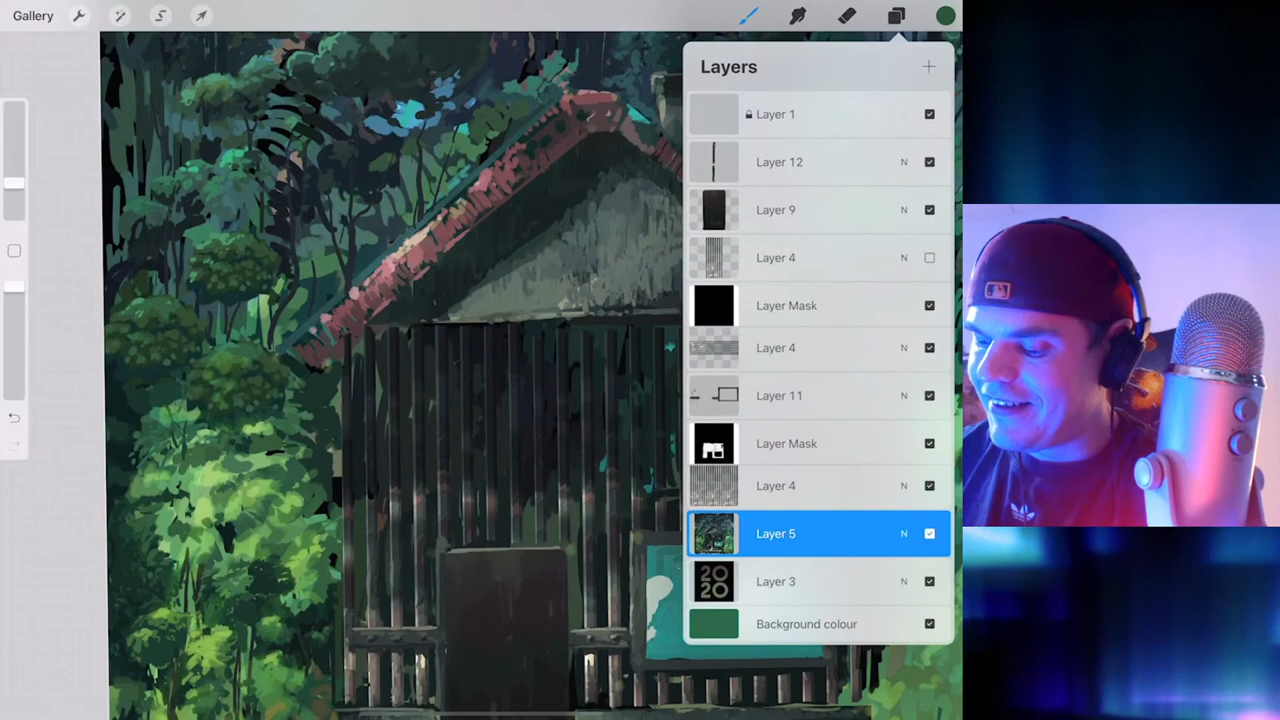 Gallery
Layers
Layer 1
Layer 12 N
Layer 9 N
Layer 4 N
Layer Mask
Layer 4 N
Layer 11 N
Layer Mask
Layer 4 N
Layer 5 N
20
20
Layer 3 N
Background colour